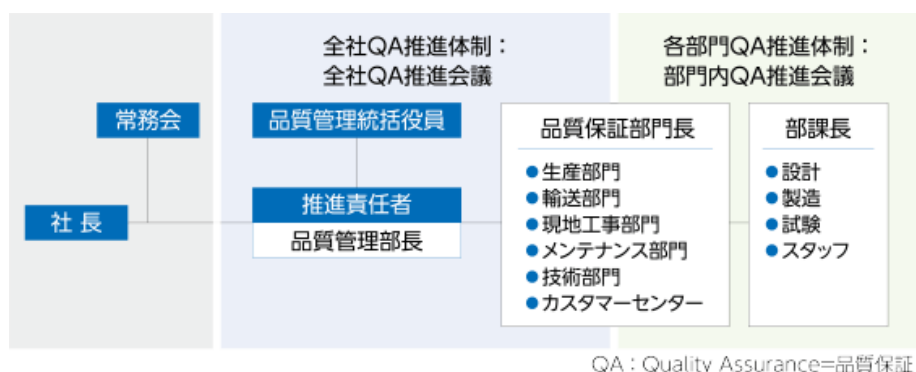 全社QA推進体制：
全社QA推進会議
各部門QA推進体制：
部門内QA推進会議
常務会
社長
品質管理統括役員
推進責任者
品質管理部長
品質保証部門長
●生産部門
●輸送部門
●現地工事部門
●メンテナンス部門
●技術部門
●カスタマーセンター
部課長
●設計
●製造
●試験
●スタッフ
QA：Quality Assurance=品質保証